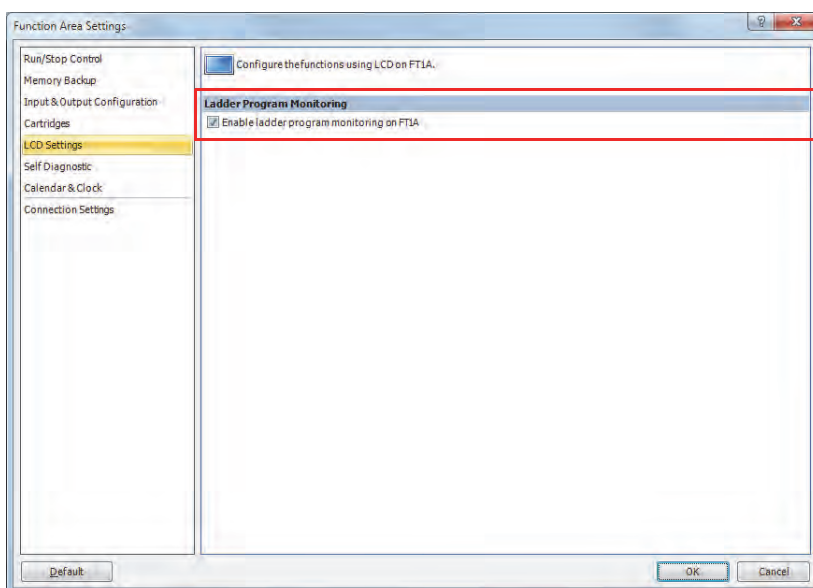 Function Area Settings
Run/Stop Control
Memory Backup
Input & Output Configuration
Cartridges
LCD Settings
Self Diagnostic
Calendar & Clock
Connection Settings
Configure the functions using LCD on FT1A.
Ladder Program Monitoring
Enable ladder program monitoring on FT1A
Default
OK
Cancel